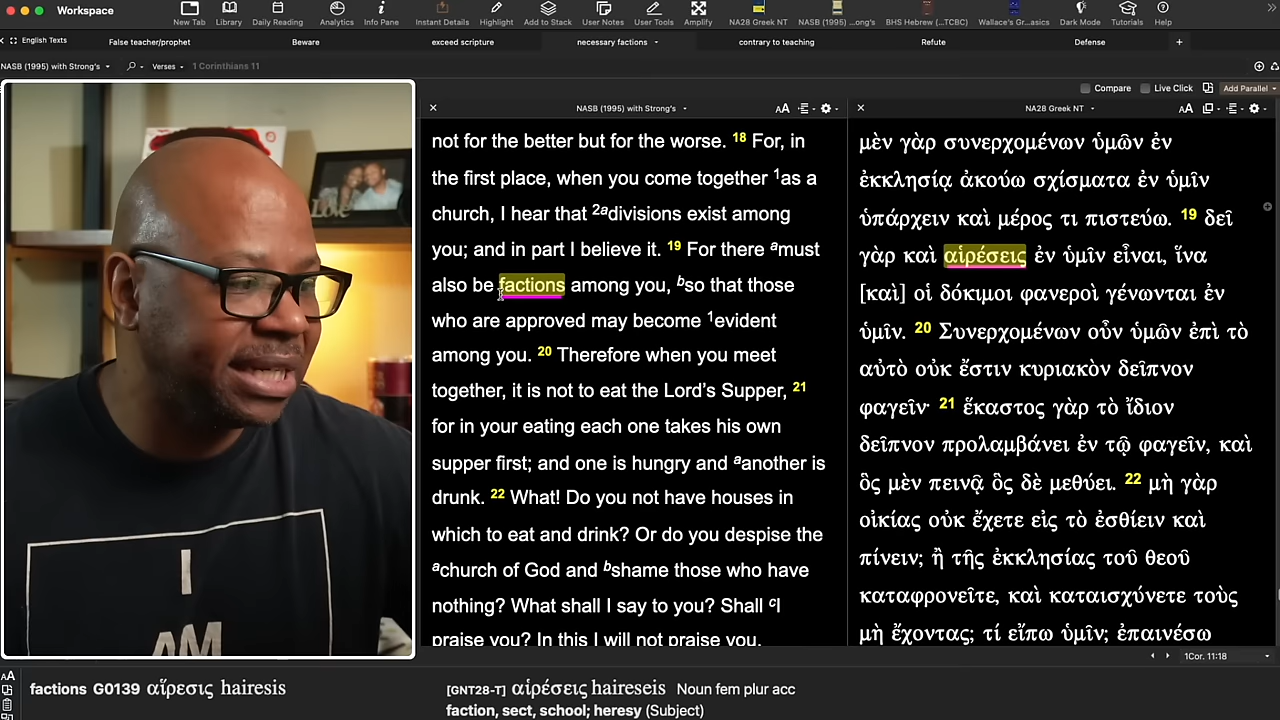 Workspace
New Tab
Library
Daily Reading
Analytics
Info Pane
Instant Details
Highlight
Add to Stack
User Notes
User Tools
Amplify
NA28 Greek NT
NASB (1995) ...ong's
BHS Hebrew (...TCBC)
Wallace's Gr...asics
Dark Mode
Tutorials
Help
English Texts
False teacher/prophet
Beware
exceed scripture
necessary factions
contrary to teaching
Refute
Defense
NASB (1995) with Strong's
Verses
1 Corinthians 11
Compare
Live Click
Add Parallel
NASB (1995) with Strong's
AA
not for the better but for the worse. 18 For, in
the first place, when you come together 1as a
church, I hear that 2adivisions exist among
you; and in part I believe it. 19 For there amust
also be factions among you, bso that those
who are approved may become 1evident
among you. 20 Therefore when you meet
together, it is not to eat the Lord's Supper, 21
for in your eating each one takes his own
supper first; and one is hungry and aanother is
drunk. 22 What! Do you not have houses in
which to eat and drink? Or do you despise the
achurch of God and bshame those who have
nothing? What shall I say to you? Shall cI
praise you? In this I will not praise you.
NA28 Greek NT
AA
μὲν γὰρ συνερχομένων ὑμῶν ἐν
ἐκκλησίᾳ ἀκούω σχίσματα ἐν ὑμῖν
ὑπάρχειν καὶ μέρος τι πιστεύω. 19 δεῖ
γὰρ καὶ αἱρέσεις ἐν ὑμῖν εἶναι, ἵνα
[καὶ] οἱ δόκιμοι φανεροὶ γένωνται ἐν
ὑμῖν. 20 Συνερχομένων οὖν ὑμῶν ἐπὶ τὸ
αὐτὸ οὐκ ἔστιν κυριακὸν δεῖπνον
φαγεῖν· 21 ἕκαστος γὰρ τὸ ἴδιον
δεῖπνον προλαμβάνει ἐν τῷ φαγεῖν, καὶ
ὃς μὲν πεινᾷ ὃς δὲ μεθύει. 22 μὴ γὰρ
οἰκίας οὐκ ἔχετε εἰς τὸ ἐσθίειν καὶ
πίνειν; ἢ τῆς ἐκκλησίας τοῦ θεοῦ
καταφρονεῖτε, καὶ καταισχύνετε τοὺς
μὴ ἔχοντας; τί εἴπω ὑμῖν; ἐπαινέσω
1Cor. 11:18
Love
I
AM
AA
factions G0139 αἵρεσις hairesis
[GNT28-T] αἱρέσεις haireseis Noun fem plur acc
faction, sect, school; heresy (Subject)